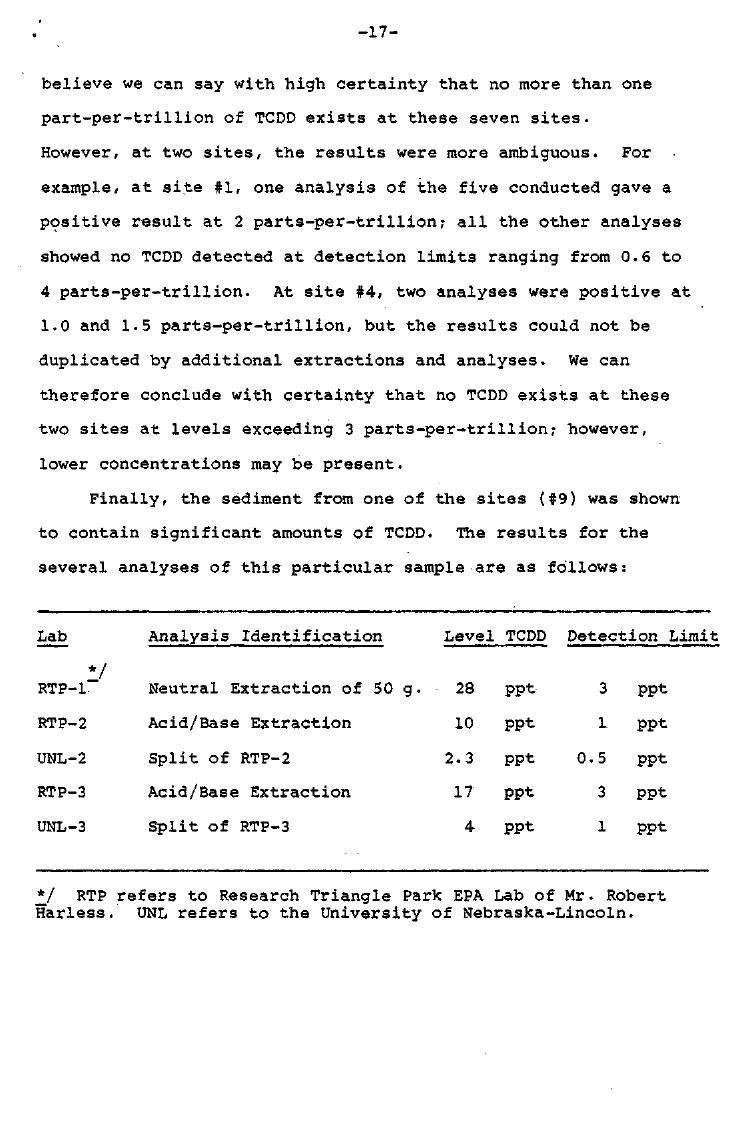 -17-
believe we can say with high certainty that no more than one
part-per-trillion of TCDD exists at these seven sites.
However, at two sites, the results were more ambiguous. For
example, at site #1, one analysis of the five conducted gave a
positive result at 2 parts-per-trillion; all the other analyses
showed no TCDD detected at detection limits ranging from 0.6 to
4 parts-per-trillion. At site #4, two analyses were positive at
1.0 and 1.5 parts-per-trillion, but the results could not be
duplicated by additional extractions and analyses. We can
therefore conclude with certainty that no TCDD exists at these
two sites at levels exceeding 3 parts-per-trillion; however,
lower concentrations may be present.
Finally, the sediment from one of the sites (#9) was shown
to contain significant amounts of TCDD. The results for the
several analyses of this particular sample are as follows:
Lab Analysis Identification Level TCDD Detection Limit
RTP-1*/ Neutral Extraction of 50 g. 28 ppt 3 ppt
RTP-2 Acid/Base Extraction 10 ppt 1 ppt
UNL-2 Split of RTP-2 2.3 ppt 0.5 ppt
RTP-3 Acid/Base Extraction 17 ppt 3 ppt
UNL-3 Split of RTP-3 4 ppt 1 ppt
*/ RTP refers to Research Triangle Park EPA Lab of Mr. Robert
Harless. UNL refers to the University of Nebraska-Lincoln.